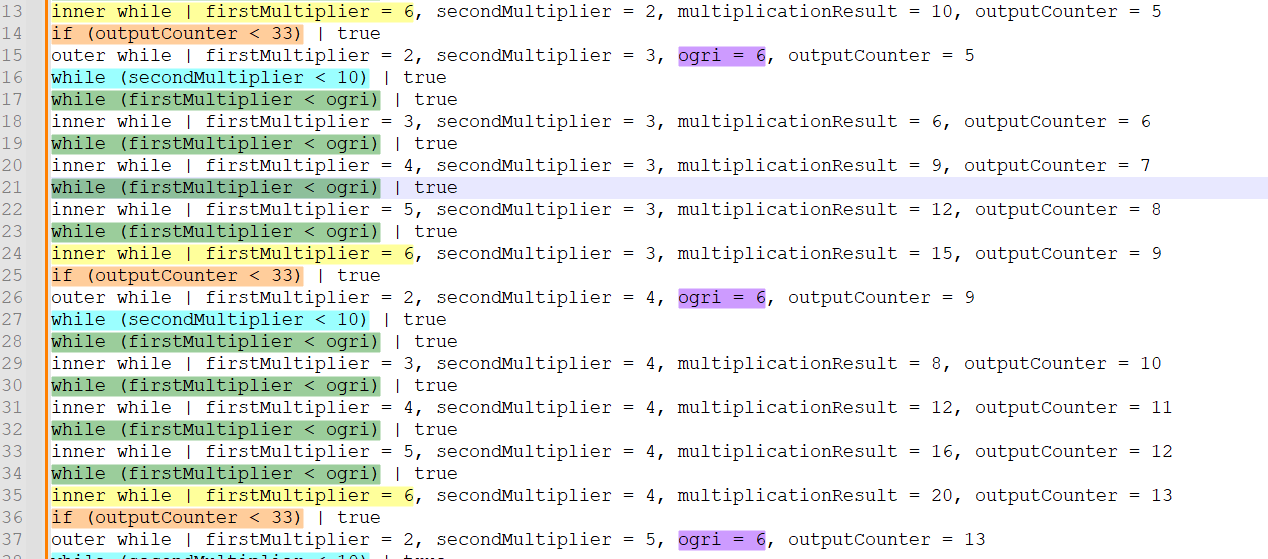 13 inner while | firstMultiplier = 6, secondMultiplier = 2, multiplicationResult = 10, outputCounter = 5
14 if (outputCounter < 33) | true
15 outer while | firstMultiplier = 2, secondMultiplier = 3, ogri = 6, outputCounter = 5
16 while (secondMultiplier < 10) | true
17 while (firstMultiplier < ogri) | true
18 inner while | firstMultiplier = 3, secondMultiplier = 3, multiplicationResult = 6, outputCounter = 6
19 while (firstMultiplier < ogri) | true
20 inner while | firstMultiplier = 4, secondMultiplier = 3, multiplicationResult = 9, outputCounter = 7
21 while (firstMultiplier < ogri) | true
22 inner while | firstMultiplier = 5, secondMultiplier = 3, multiplicationResult = 12, outputCounter = 8
23 while (firstMultiplier < ogri) | true
24 inner while | firstMultiplier = 6, secondMultiplier = 3, multiplicationResult = 15, outputCounter = 9
25 if (outputCounter < 33) | true
26 outer while | firstMultiplier = 2, secondMultiplier = 4, ogri = 6, outputCounter = 9
27 while (secondMultiplier < 10) | true
28 while (firstMultiplier < ogri) | true
29 inner while | firstMultiplier = 3, secondMultiplier = 4, multiplicationResult = 8, outputCounter = 10
30 while (firstMultiplier < ogri) | true
31 inner while | firstMultiplier = 4, secondMultiplier = 4, multiplicationResult = 12, outputCounter = 11
32 while (firstMultiplier < ogri) | true
33 inner while | firstMultiplier = 5, secondMultiplier = 4, multiplicationResult = 16, outputCounter = 12
34 while (firstMultiplier < ogri) | true
35 inner while | firstMultiplier = 6, secondMultiplier = 4, multiplicationResult = 20, outputCounter = 13
36 if (outputCounter < 33) | true
37 outer while | firstMultiplier = 2, secondMultiplier = 5, ogri = 6, outputCounter = 13